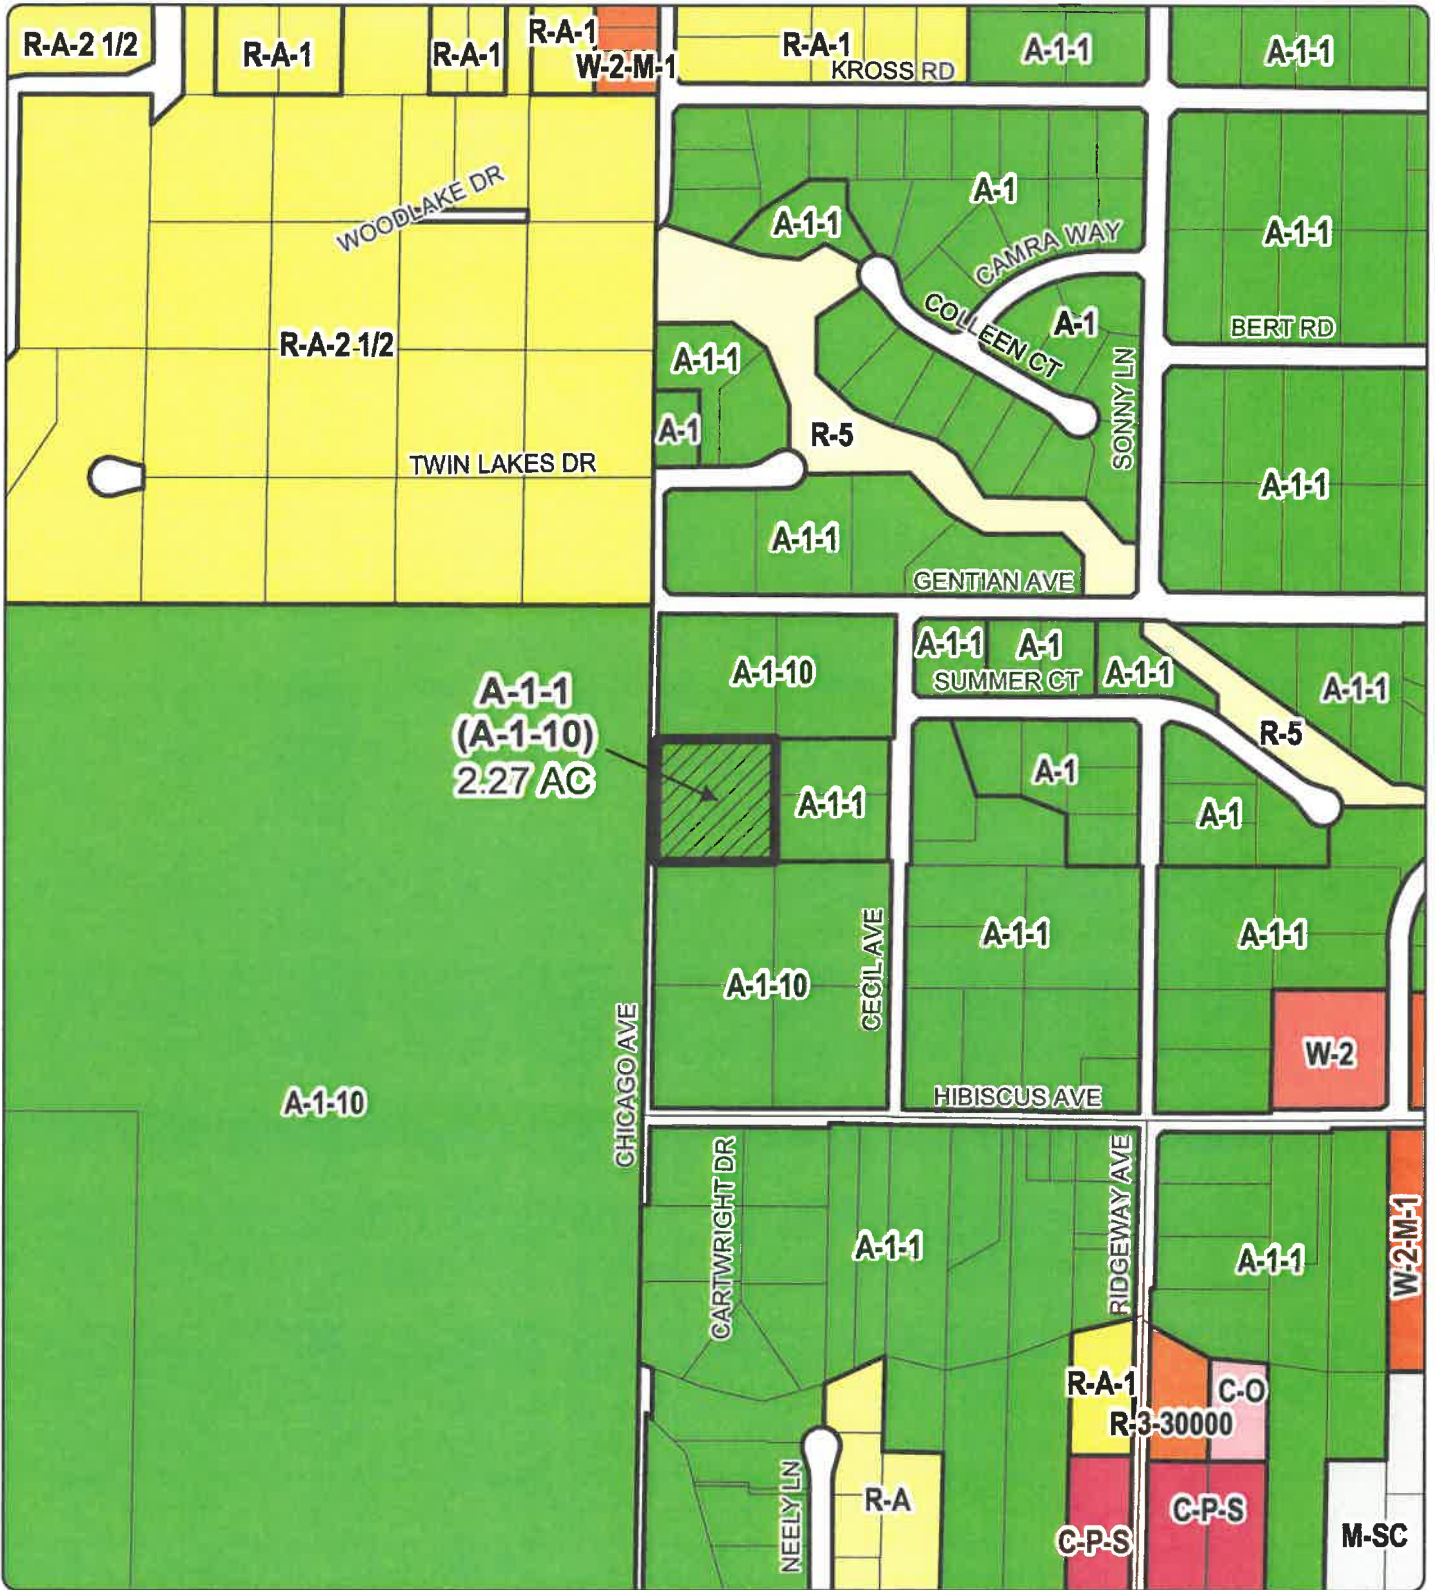 R-A-2 1/2
R-A-1
R-A-1
R-A-1
W-2-M-1
R-A-1
KROSS RD
A-1-1
A-1-1
WOODLAKE DR
A-1-1
A-1
CAMRA WAY
A-1-1
COLLEEN CT
A-1
BERT RD
R-A-2 1/2
A-1-1
SONNY LN
A-1
R-5
TWIN LAKES DR
A-1-1
A-1-1
GENTIAN AVE
A-1-10
A-1-1
A-1
SUMMER CT
A-1-1
A-1-1
A-1-1
(A-1-10)
2.27 AC
R-5
A-1-1
A-1
A-1
A-1-1
A-1-1
A-1-10
CECIL AVE
W-2
CHICAGO AVE
A-1-10
HIBISCUS AVE
CARTWRIGHT DR
RIDGEWAY AVE
A-1-1
A-1-1
W-2-M-1
R-A-1
C-O
R-3-30000
NEELY LN
R-A
C-P-S
C-P-S
M-SC